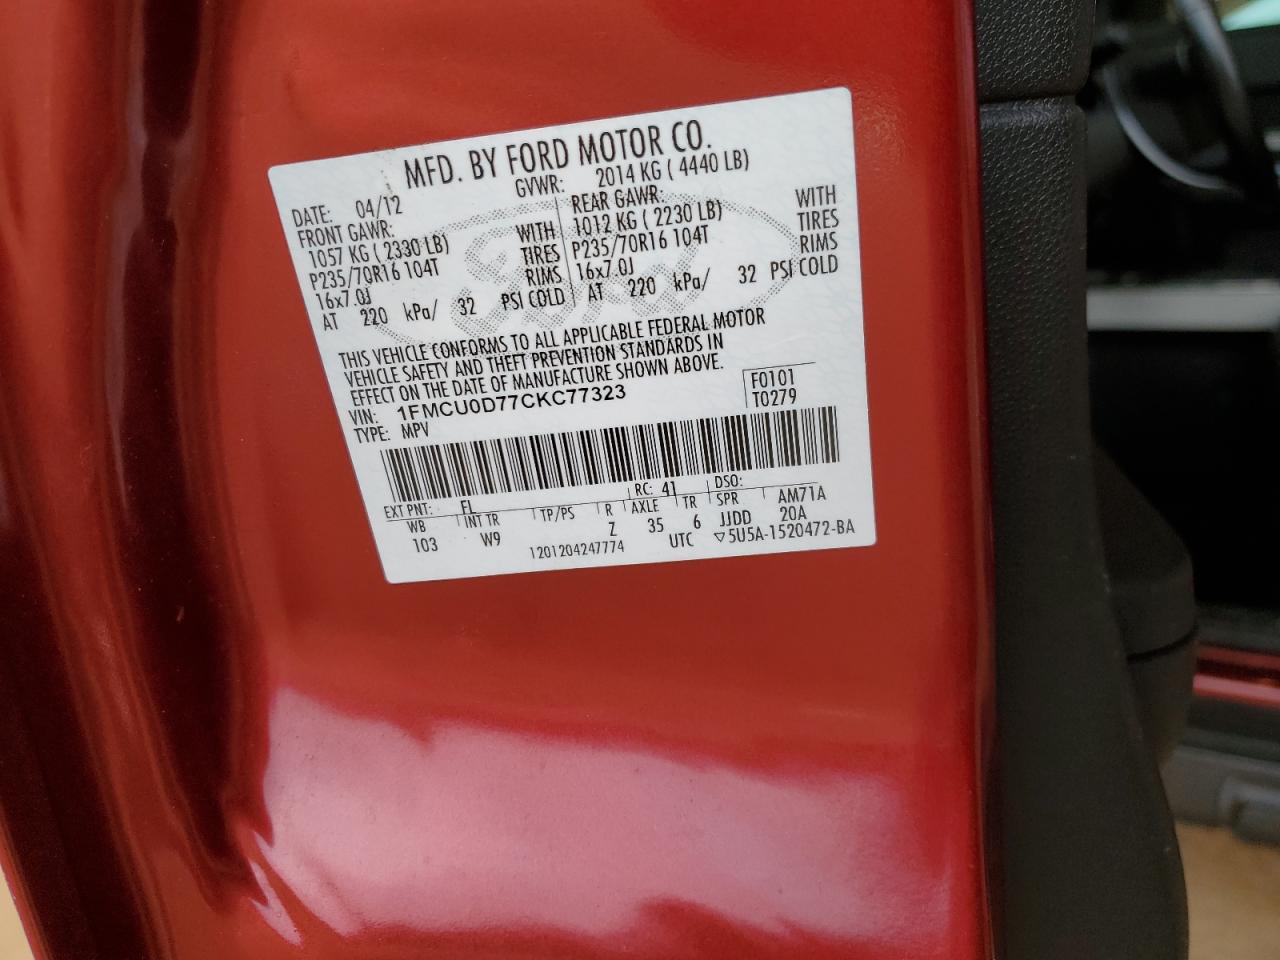 MFD. BY FORD MOTOR CO.
DATE: 04/12 GVWR: 2014 KG ( 4440 LB)
FRONT GAWR: REAR GAWR:
1057 KG ( 2330 LB) WITH 1012 KG ( 2230 LB) WITH
P235/70R16 104T TIRES P235/70R16 104T TIRES
16x7.0J RIMS 16x7.0J RIMS
AT 220 kPa/ 32 PSI COLD AT 220 kPa/ 32 PSI COLD
THIS VEHICLE CONFORMS TO ALL APPLICABLE FEDERAL MOTOR
VEHICLE SAFETY AND THEFT PREVENTION STANDARDS IN
EFFECT ON THE DATE OF MANUFACTURE SHOWN ABOVE.
VIN: 1FMCU0D77CKC77323 F0101
TYPE: MPV T0279
EXT PNT: FL RC: 41 DSO:
WB INT TR TP/PS R AXLE TR SPR AM71A
103 W9 Z 35 6 JJDD 20A
1201204247774 UTC ▽5U5A-1520472-BA